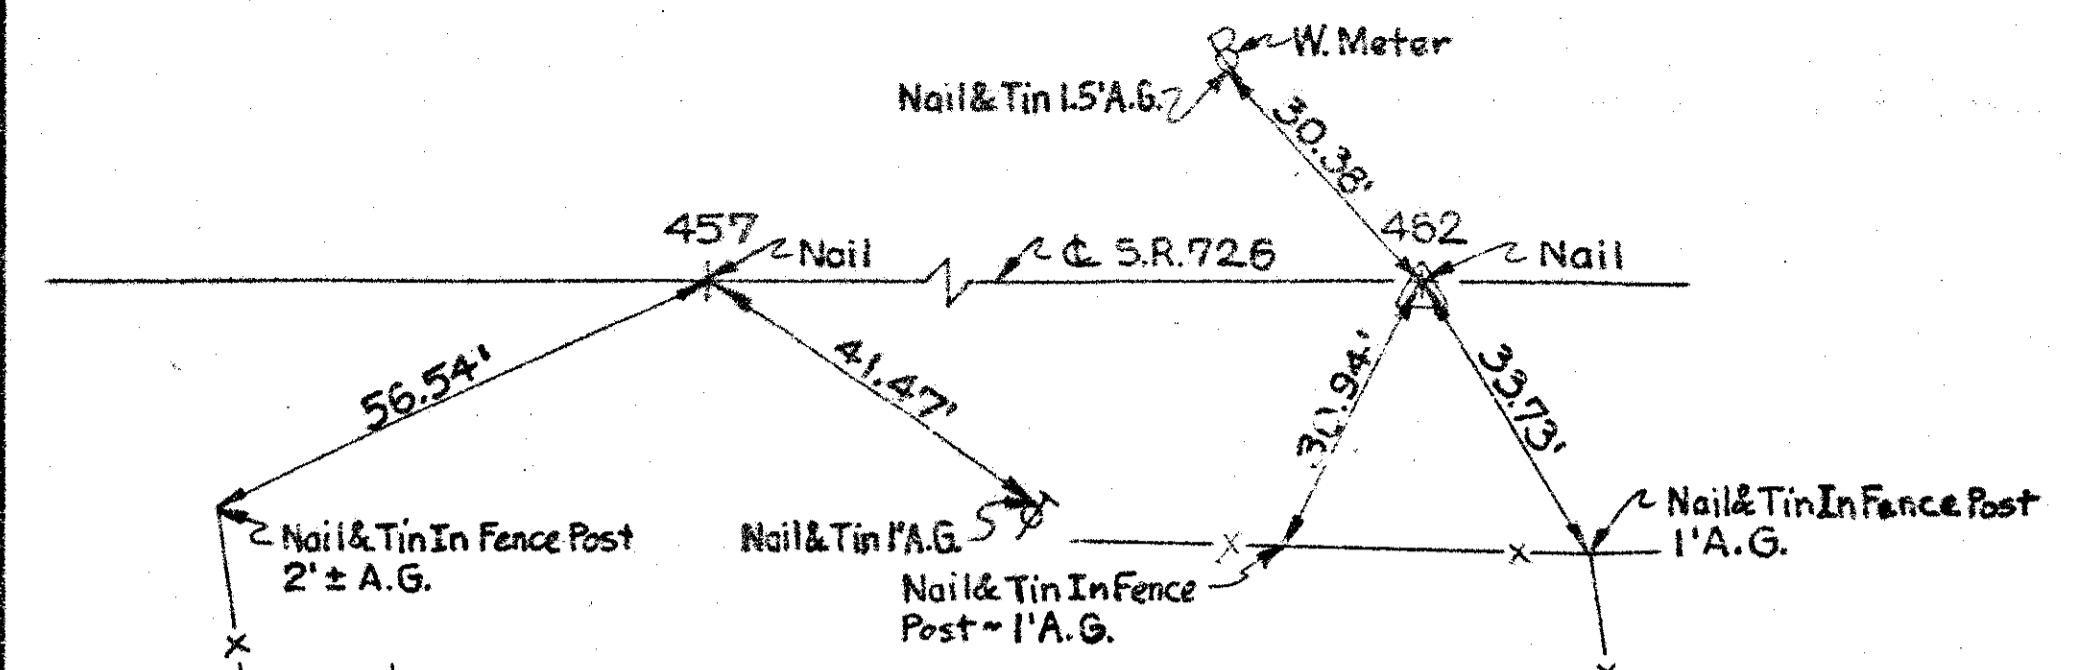 W. Meter
Nail & Tin 1.5' A.G.
30.38'
457
Nail
℄ S.R. 726
462
Nail
56.54'
41.47'
33.73'
Nail & Tin In Fence Post
2' ± A.G.
Nail & Tin 1' A.G.
Nail & Tin In Fence
Post ~ 1' A.G.
Nail & Tin In Fence Post
1' A.G.